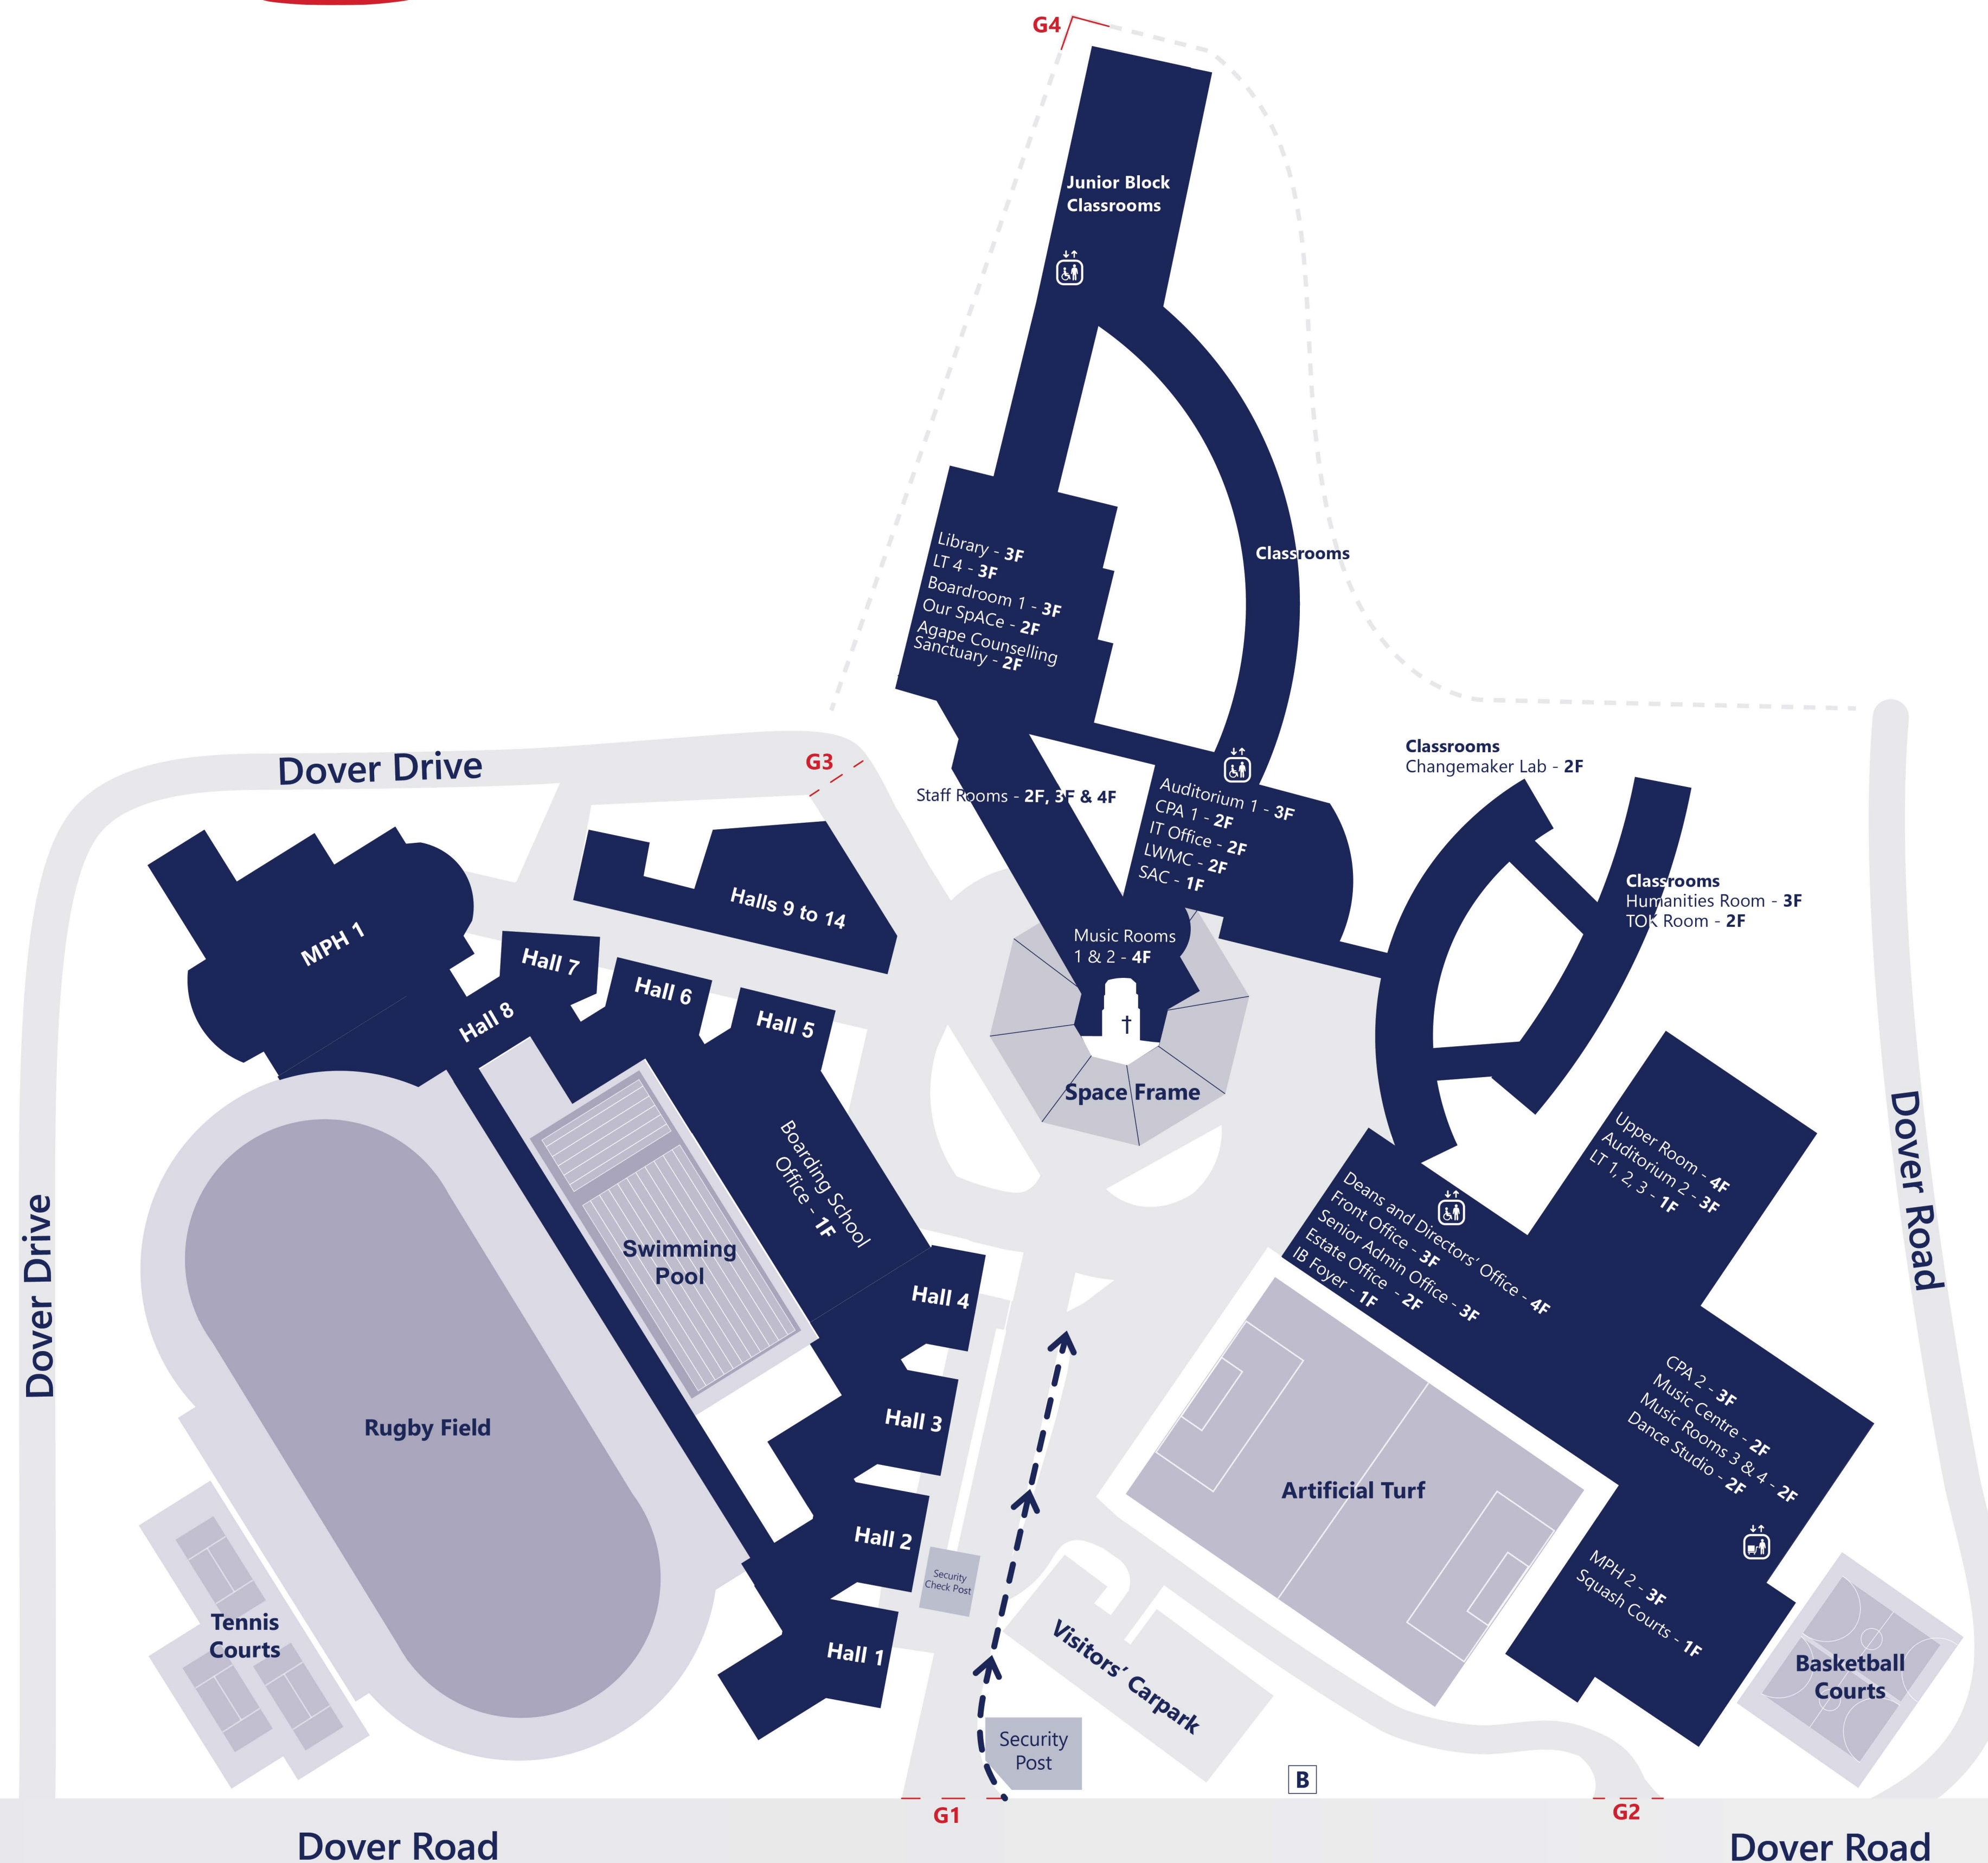 G4
Junior Block
Classrooms
Library - 3F
LT 4 - 3F
Boardroom 1 - 3F
Our SpACe - 2F
Agape Counselling
Sanctuary - 2F
Classrooms
Classrooms
Changemaker Lab - 2F
Dover Drive
G3
Staff Rooms - 2F, 3F & 4F
Auditorium 1 - 3F
CPA 1 - 2F
IT Office - 2F
LWMC - 2F
SAC - 1F
Classrooms
Humanities Room - 3F
TOK Room - 2F
MPH 1
Halls 9 to 14
Hall 7
Hall 6
Hall 5
Hall 8
Music Rooms
1 & 2 - 4F
Space Frame
Boarding School
Office - 1F
Swimming
Pool
Upper Room - 4F
Auditorium 2 - 3F
LT 1, 2, 3 - 1F
Deans and Directors' Office - 4F
Front Office - 3F
Senior Admin Office - 3F
Estate Office - 2F
IB Foyer - 1F
Dover Road
Dover Drive
Hall 4
Hall 3
Hall 2
Hall 1
Rugby Field
CPA 2 - 3F
Music Centre - 2F
Music Rooms 3 & 4 - 2F
Dance Studio - 2F
Artificial Turf
Security
Check Post
MPH 2 - 3F
Squash Courts - 1F
Tennis
Courts
Visitors' Carpark
Basketball
Courts
Security
Post
B
G1
G2
Dover Road
Dover Road